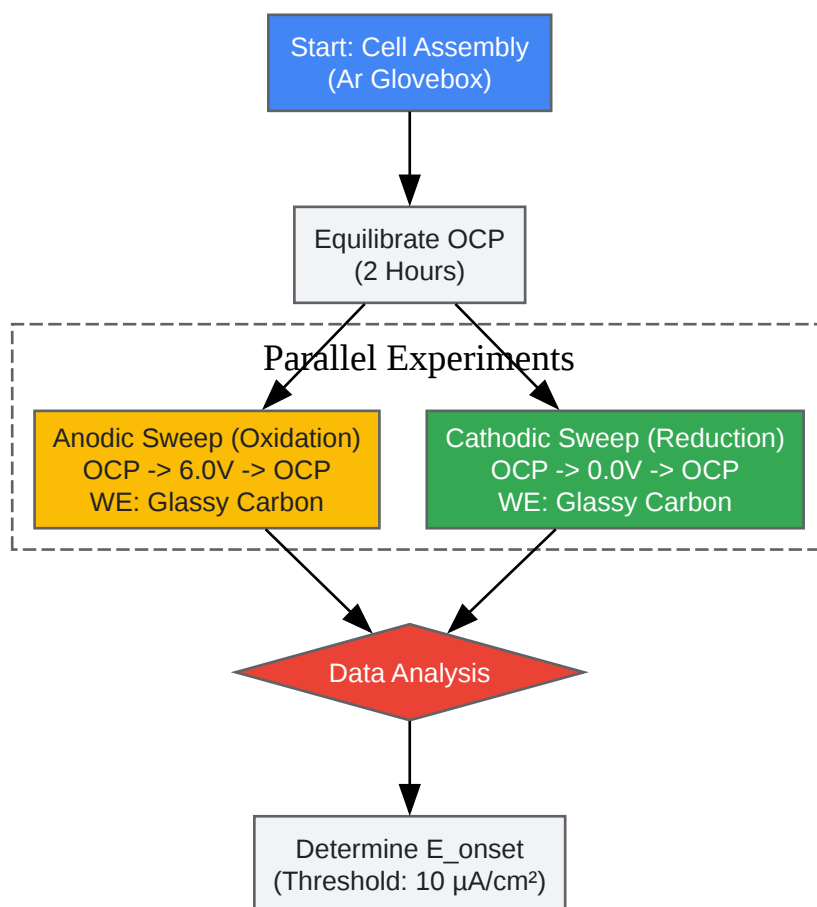 Start: Cell Assembly
(Ar Glovebox)
Equilibrate OCP
(2 Hours)
Parallel Experiments
Anodic Sweep (Oxidation)
OCP -> 6.0V -> OCP
WE: Glassy Carbon
Cathodic Sweep (Reduction)
OCP -> 0.0V -> OCP
WE: Glassy Carbon
Data Analysis
Determine E_onset
(Threshold: 10 µA/cm²)